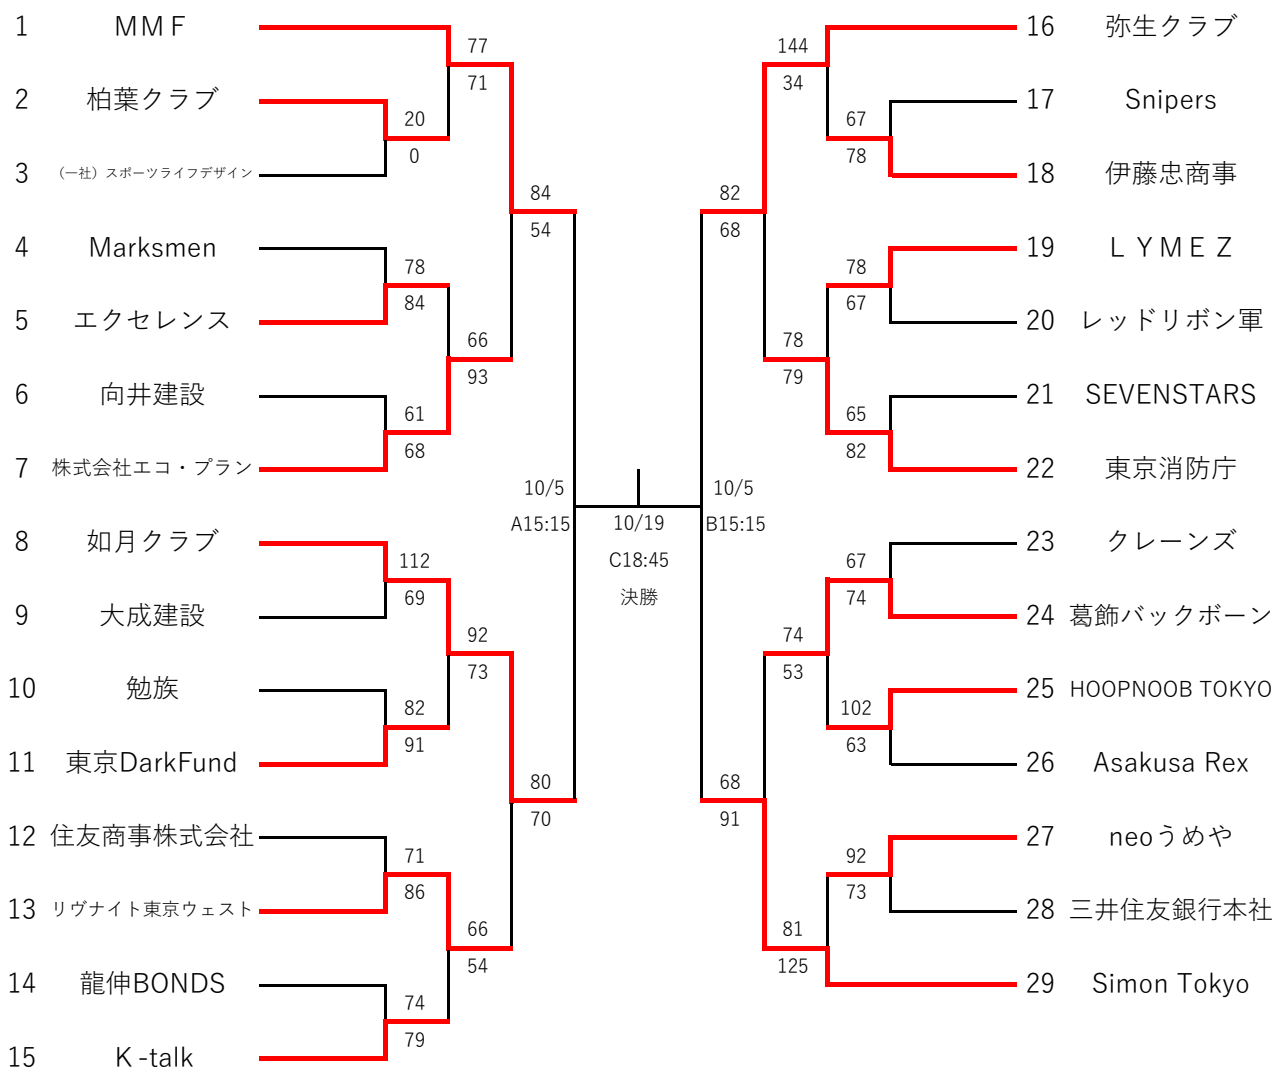 1 ＭＭＦ
2 柏葉クラブ
3 （一社）スポーツライフデザイン
4 Marksmen
5 エクセレンス
6 向井建設
7 株式会社エコ・プラン
8 如月クラブ
9 大成建設
10 勉族
11 東京DarkFund
12 住友商事株式会社
13 リヴナイト東京ウェスト
14 龍伸BONDS
15 Ｋ-talk
77
71
20
0
84
54
78
84
66
93
61
68
10/5
A15:15
112
69
92
73
82
91
80
70
71
86
66
54
74
79
10/19
C18:45
決勝
144
34
67
78
82
68
78
67
78
79
65
82
10/5
B15:15
67
74
74
53
102
63
68
91
92
73
81
125
16 弥生クラブ
17 Snipers
18 伊藤忠商事
19 ＬＹＭＥＺ
20 レッドリボン軍
21 SEVENSTARS
22 東京消防庁
23 クレーンズ
24 葛飾バックボーン
25 HOOPNOOB TOKYO
26 Asakusa Rex
27 neoうめや
28 三井住友銀行本社
29 Simon Tokyo